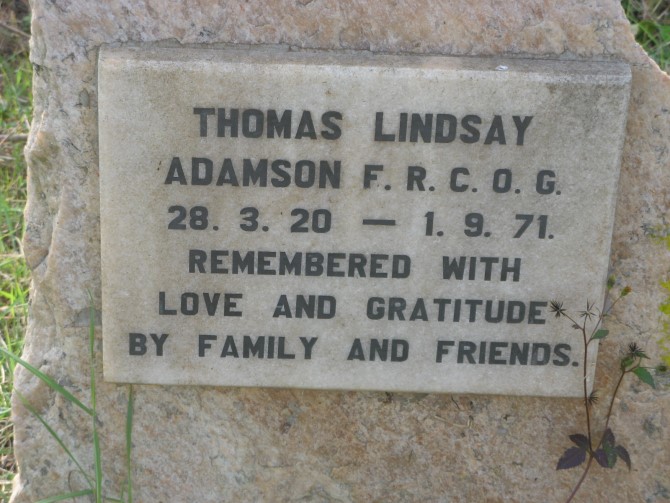 THOMAS LINDSAY
ADAMSON F. R. C. O. G.
28. 3. 20 — 1. 9. 71.
REMEMBERED WITH
LOVE AND GRATITUDE
BY FAMILY AND FRIENDS.